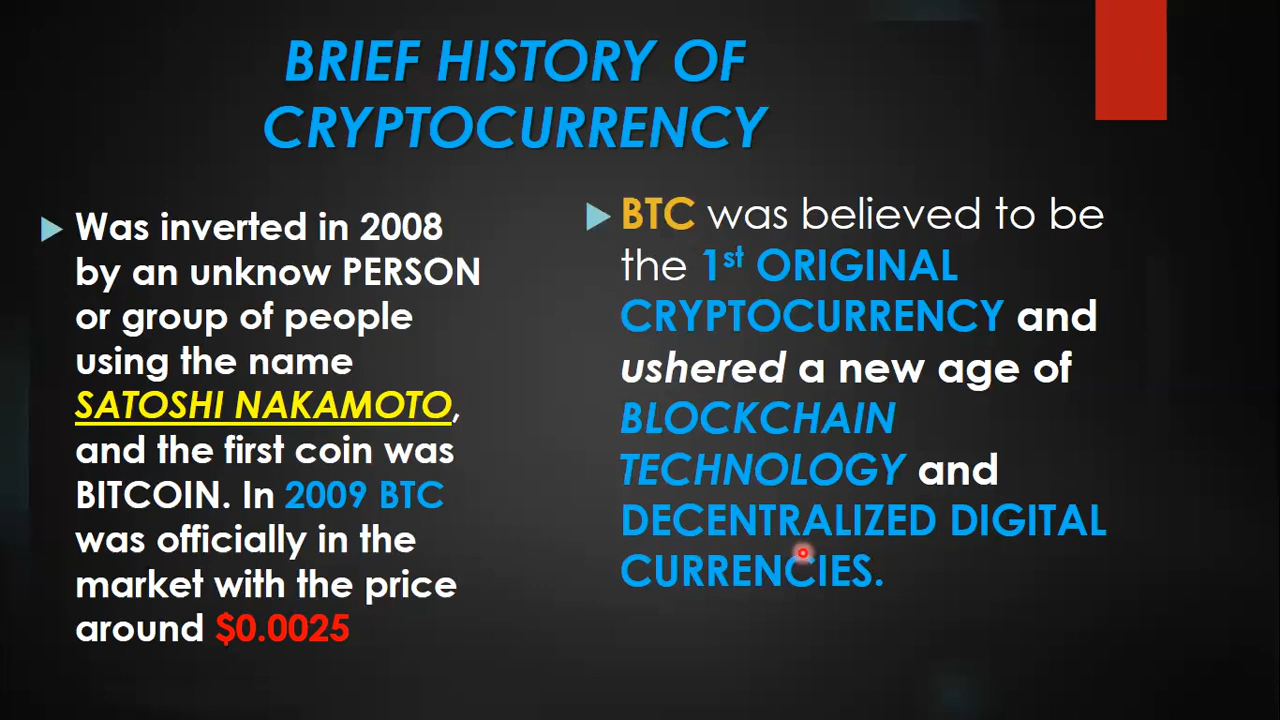 BRIEF HISTORY OF
CRYPTOCURRENCY
Was inverted in 2008
by an unknow PERSON
or group of people
using the name
SATOSHI NAKAMOTO,
and the first coin was
BITCOIN. In 2009 BTC
was officially in the
market with the price
around $0.0025
BTC was believed to be
the 1st ORIGINAL
CRYPTOCURRENCY and
ushered a new age of
BLOCKCHAIN
TECHNOLOGY and
DECENTRALIZED DIGITAL
CURRENCIES.